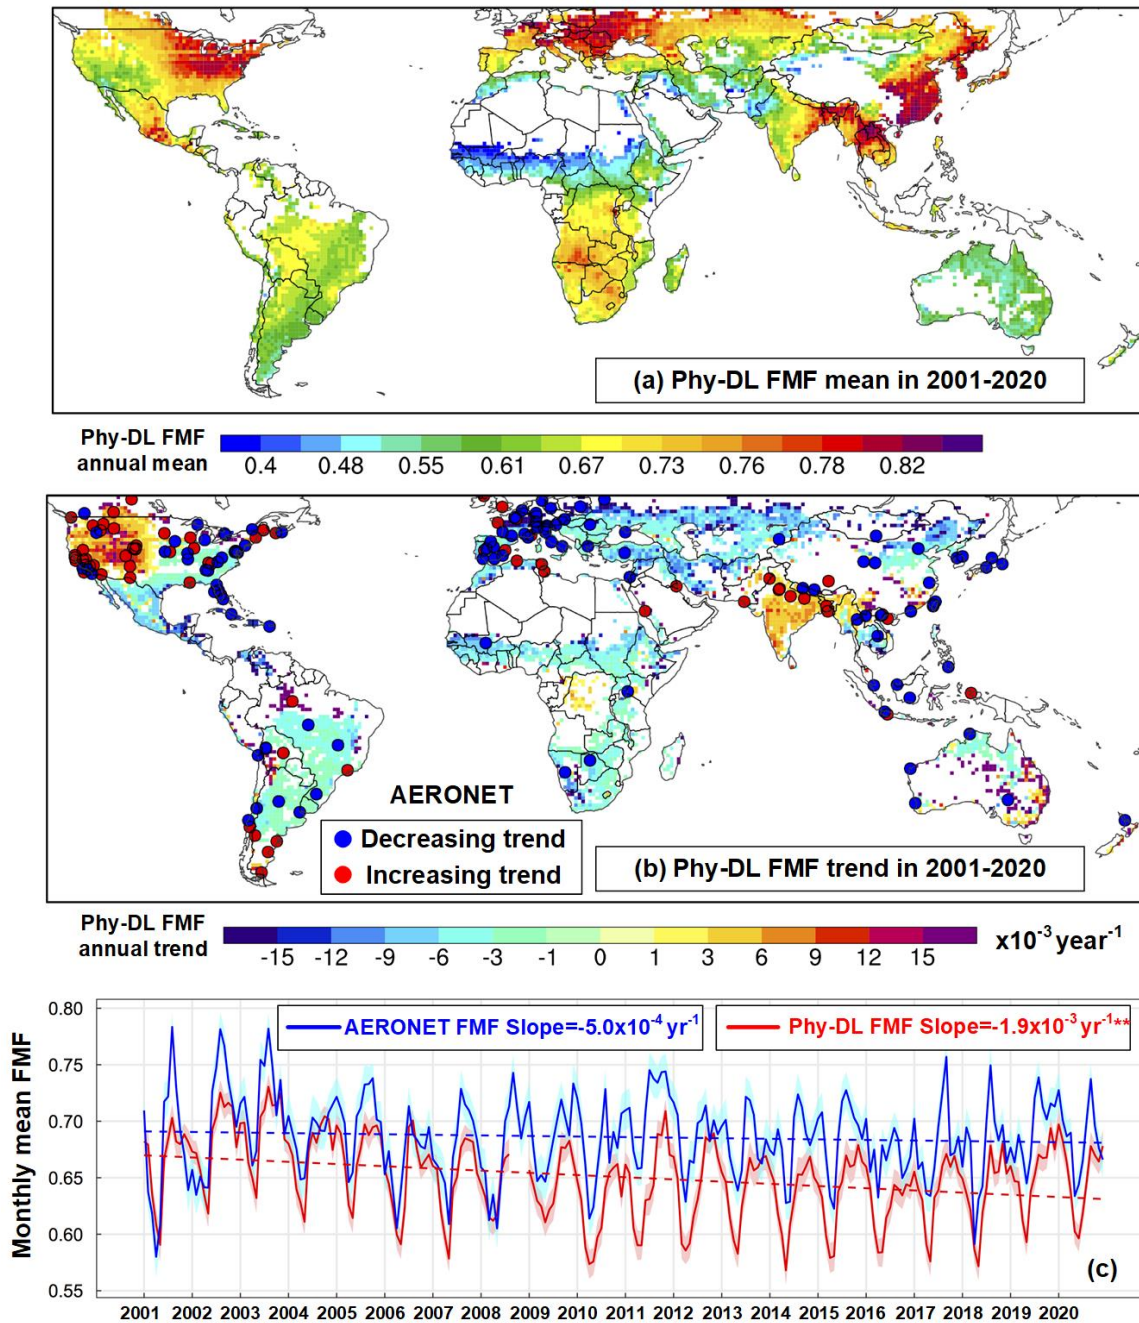 (a) Phy-DL FMF mean in 2001-2020
Phy-DL FMF
annual mean
0.4 0.48 0.55 0.61 0.67 0.73 0.76 0.78 0.82
AERONET
Decreasing trend
Increasing trend
(b) Phy-DL FMF trend in 2001-2020
Phy-DL FMF
annual trend
-15 -12 -9 -6 -3 -1 0 1 3 6 9 12 15
x10⁻³ year⁻¹
Monthly mean FMF
0.80
0.75
0.70
0.65
0.60
0.55
AERONET FMF Slope=-5.0x10⁻⁴ yr⁻¹
Phy-DL FMF Slope=-1.9x10⁻³ yr⁻¹**
(c)
2001 2002 2003 2004 2005 2006 2007 2008 2009 2010 2011 2012 2013 2014 2015 2016 2017 2018 2019 2020